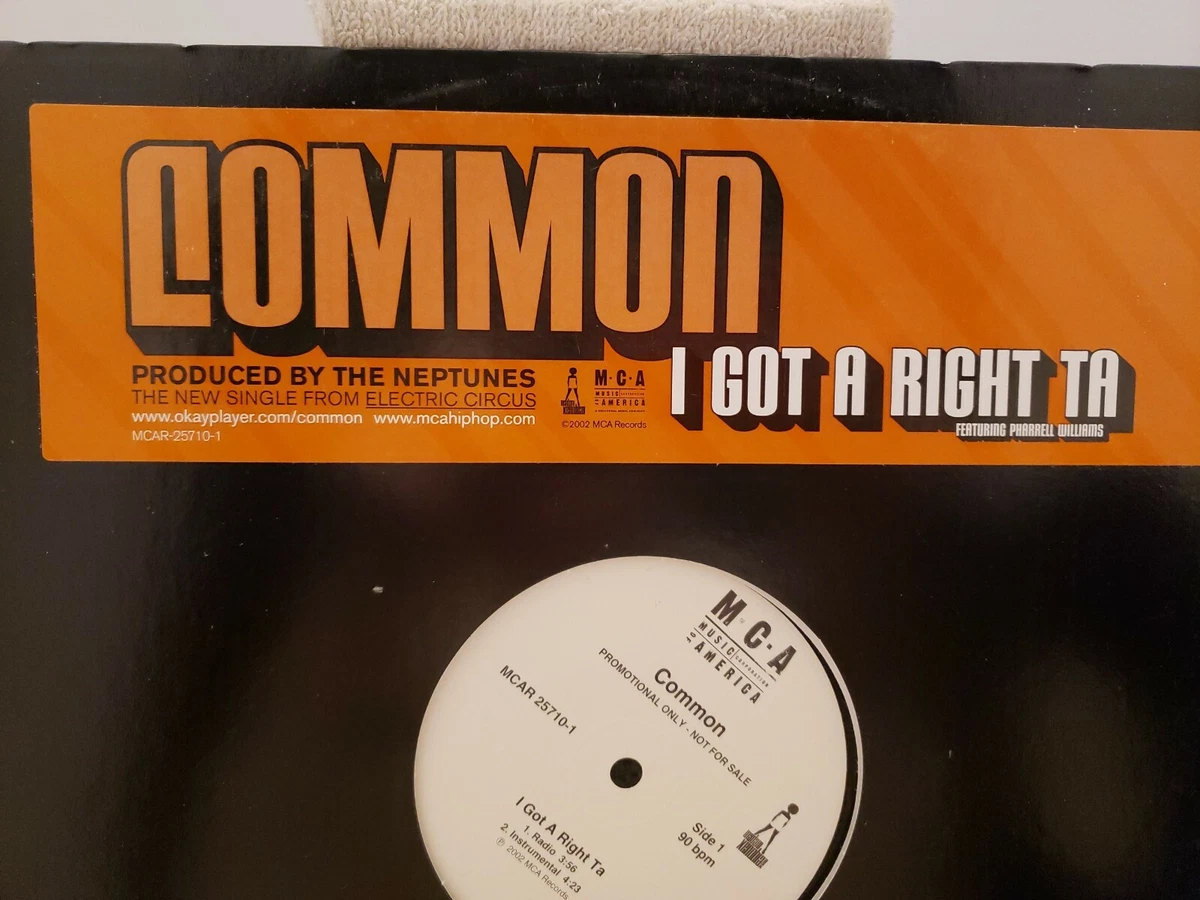 COMMON
PRODUCED BY THE NEPTUNES
THE NEW SINGLE FROM ELECTRIC CIRCUS
www.okayplayer.com/common www.mcahiphop.com
MCAR-25710-1
M·C·A
MUSIC CORPORATION
OF AMERICA
©2002 MCA Records
I GOT A RIGHT TA
FEATURING PHARRELL WILLIAMS
M·C·A
MUSIC CORPORATION
OF AMERICA
Common
PROMOTIONAL ONLY - NOT FOR SALE
MCAR 25710-1
I Got A Right Ta
1. Radio 3:56
2. Instrumental 4:23
℗ 2002 MCA Records
Side 1
90 bpm